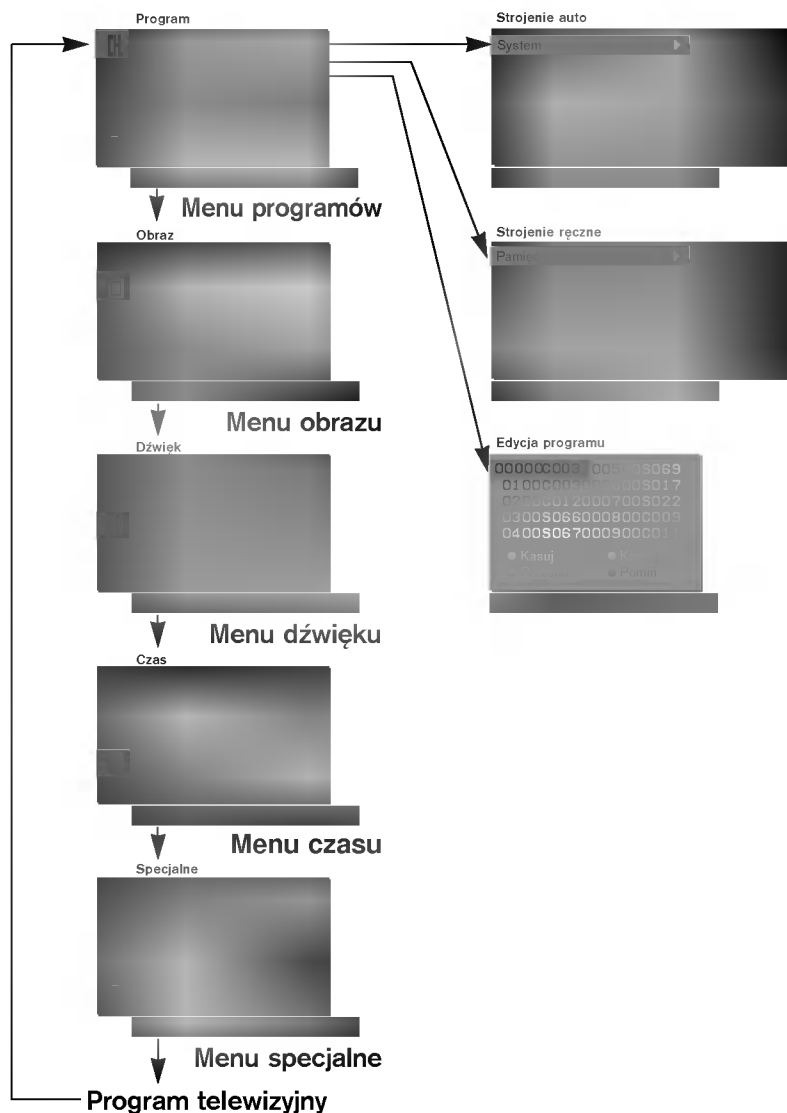 Program
Menu programów
Obraz
Menu obrazu
Dźwięk
Menu dźwięku
Czas
Menu czasu
Specjalne
Menu specjalne
Program telewizyjny
Strojenie auto
System
Strojenie ręczne
Edycja programu
Kasuj
Pomiń